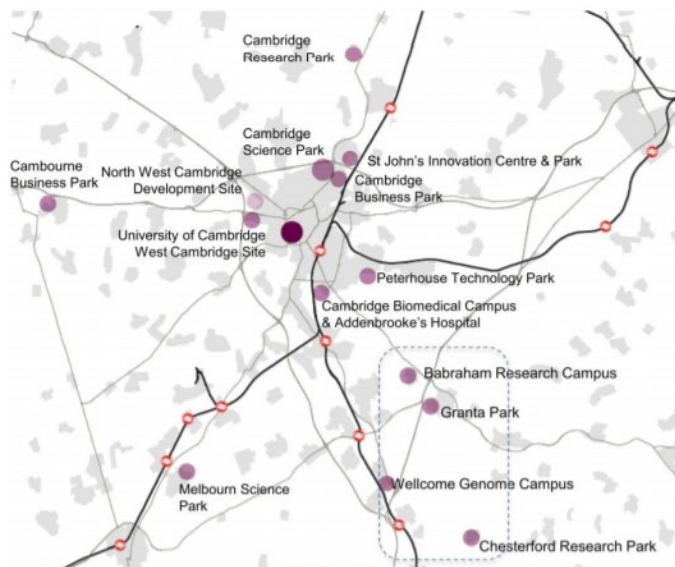 Cambridge
Research Park
Cambridge
Science Park
St John's Innovation Centre & Park
Cambridge
Business Park
North West Cambridge
Development Site
Cambourne
Business Park
University of Cambridge
West Cambridge Site
Peterhouse Technology Park
Cambridge Biomedical Campus
& Addenbrooke's Hospital
Babraham Research Campus
Granta Park
Wellcome Genome Campus
Melbourn Science
Park
Chesterford Research Park